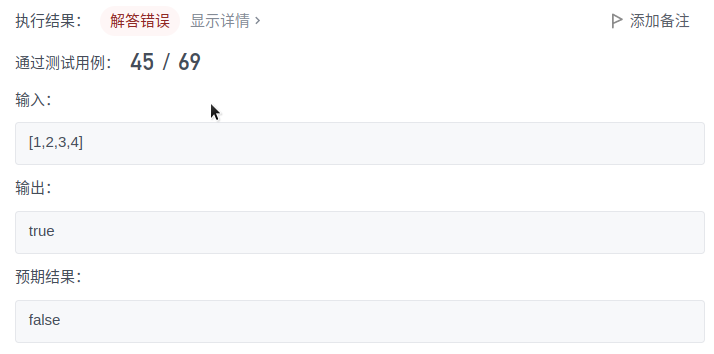 执行结果： 解答错误 显示详情 > 添加备注
通过测试用例： 45 / 69
输入：
[1,2,3,4]
输出：
true
预期结果：
false